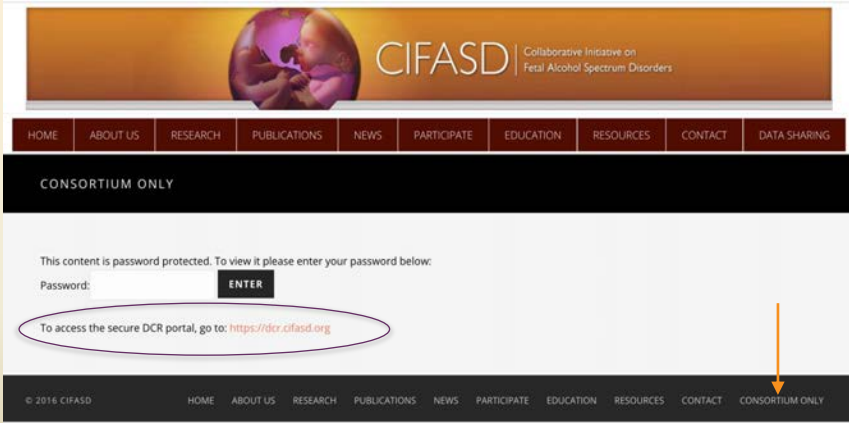 CIFASD
Collaborative Initiative on
Fetal Alcohol Spectrum Disorders
HOME ABOUT US RESEARCH PUBLICATIONS NEWS PARTICIPATE EDUCATION RESOURCES CONTACT DATA SHARING
CONSORTIUM ONLY
This content is password protected. To view it please enter your password below:
Password: ENTER
To access the secure DCR portal, go to: https://dcr.cifasd.org
© 2016 CIFASD HOME ABOUT US RESEARCH PUBLICATIONS NEWS PARTICIPATE EDUCATION RESOURCES CONTACT CONSORTIUM ONLY